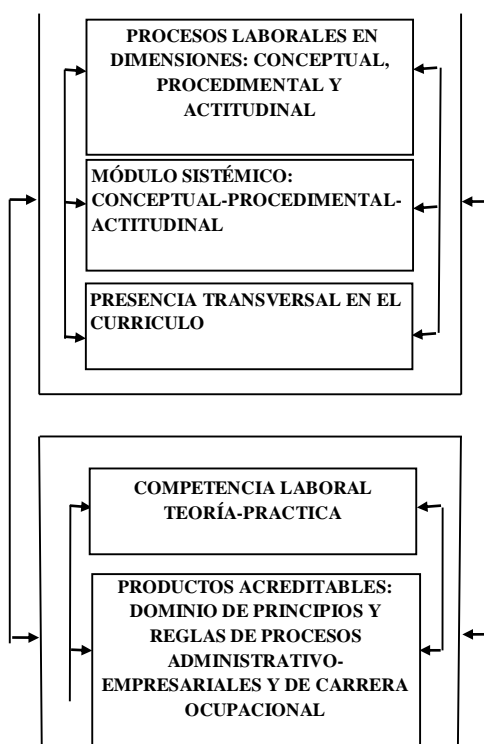 PROCESOS LABORALES EN
DIMENSIONES: CONCEPTUAL,
PROCEDIMENTAL Y
ACTITUDINAL
MÓDULO SISTÉMICO:
CONCEPTUAL-PROCEDIMENTAL-
ACTITUDINAL
PRESENCIA TRANSVERSAL EN EL
CURRICULO
COMPETENCIA LABORAL
TEORÍA-PRACTICA
PRODUCTOS ACREDITABLES:
DOMINIO DE PRINCIPIOS Y
REGLAS DE PROCESOS
ADMINISTRATIVO-
EMPRESARIALES Y DE CARRERA
OCUPACIONAL